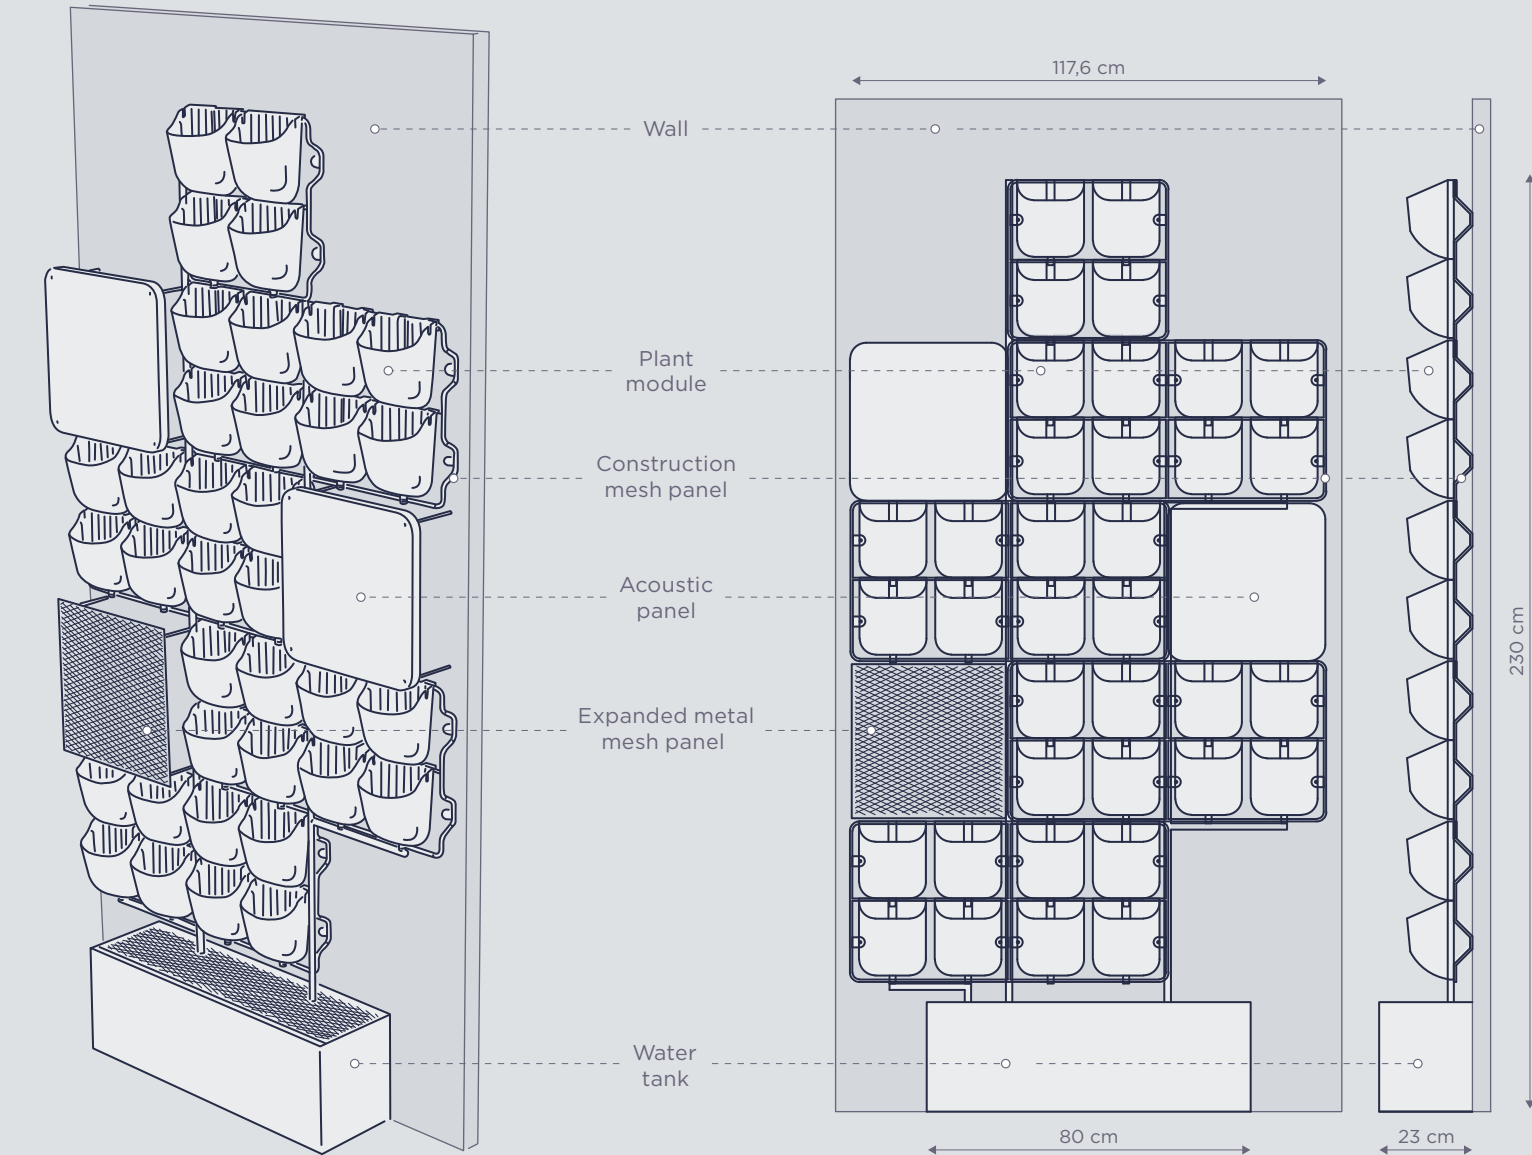 117,6 cm
Wall
Plant
module
Construction
mesh panel
Acoustic
panel
230 cm
Expanded metal
mesh panel
Water
tank
80 cm
23 cm